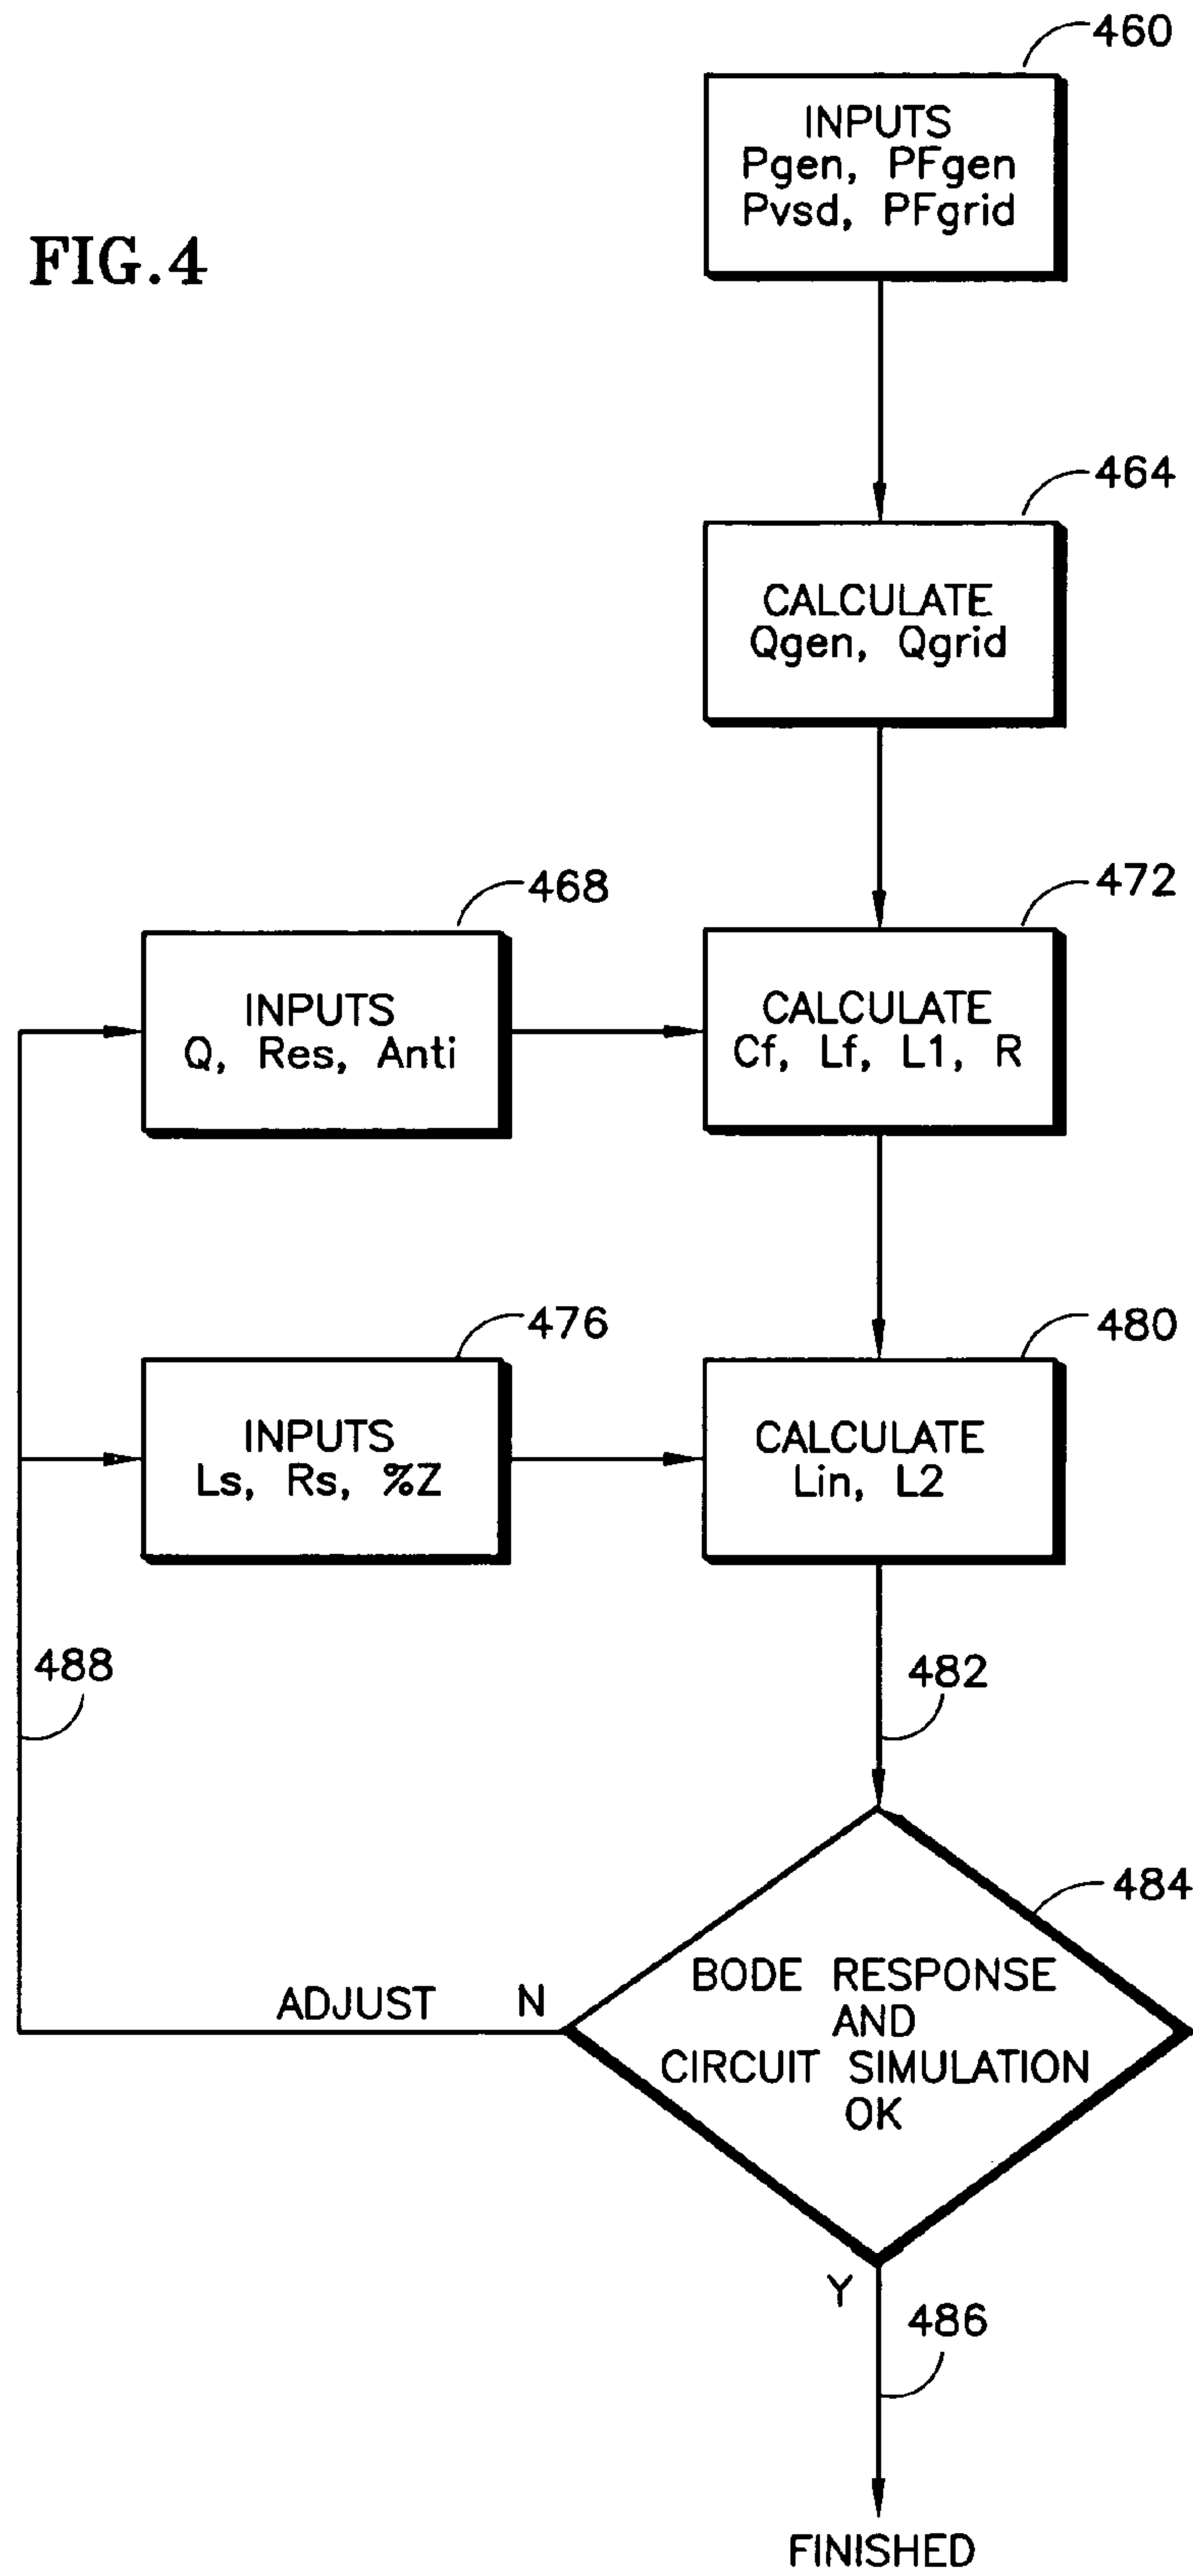 460
INPUTS
Pgen, PFgen
Pvsd, PFgrid
FIG.4
464
CALCULATE
Qgen, Qgrid
468
INPUTS
Q, Res, Anti
472
CALCULATE
Cf, Lf, L1, R
476
INPUTS
Ls, Rs, %Z
480
CALCULATE
Lin, L2
488
482
484
BODE RESPONSE
AND
CIRCUIT SIMULATION
OK
ADJUST N
Y
486
FINISHED